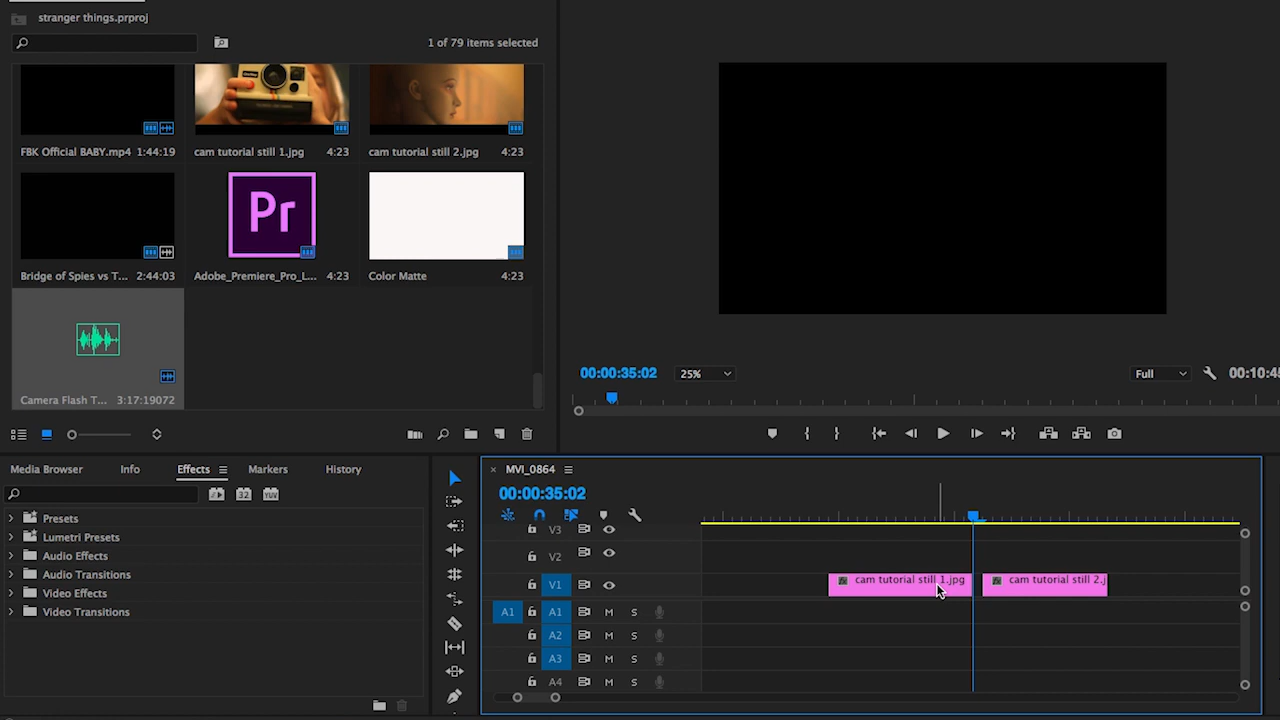 stranger things.prproj
1 of 79 items selected
FBK Official BABY.mp4 1:44:19
cam tutorial still 1.jpg 4:23
cam tutorial still 2.jpg 4:23
Pr
Bridge of Spies vs T... 2:44:03
Adobe_Premiere_Pro_L... 4:23
Color Matte 4:23
Camera Flash T... 3:17:19072
00:00:35:02
25%
Full
00:10:45
Media Browser
Info
Effects
Markers
History
32
YUV
Presets
Lumetri Presets
Audio Effects
Audio Transitions
Video Effects
Video Transitions
× MVI_0864
00:00:35:02
V3
V2
V1
cam tutorial still 1.jpg
cam tutorial still 2.j
A1 A1 M S
A2 M S
A3 M S
A4 M S